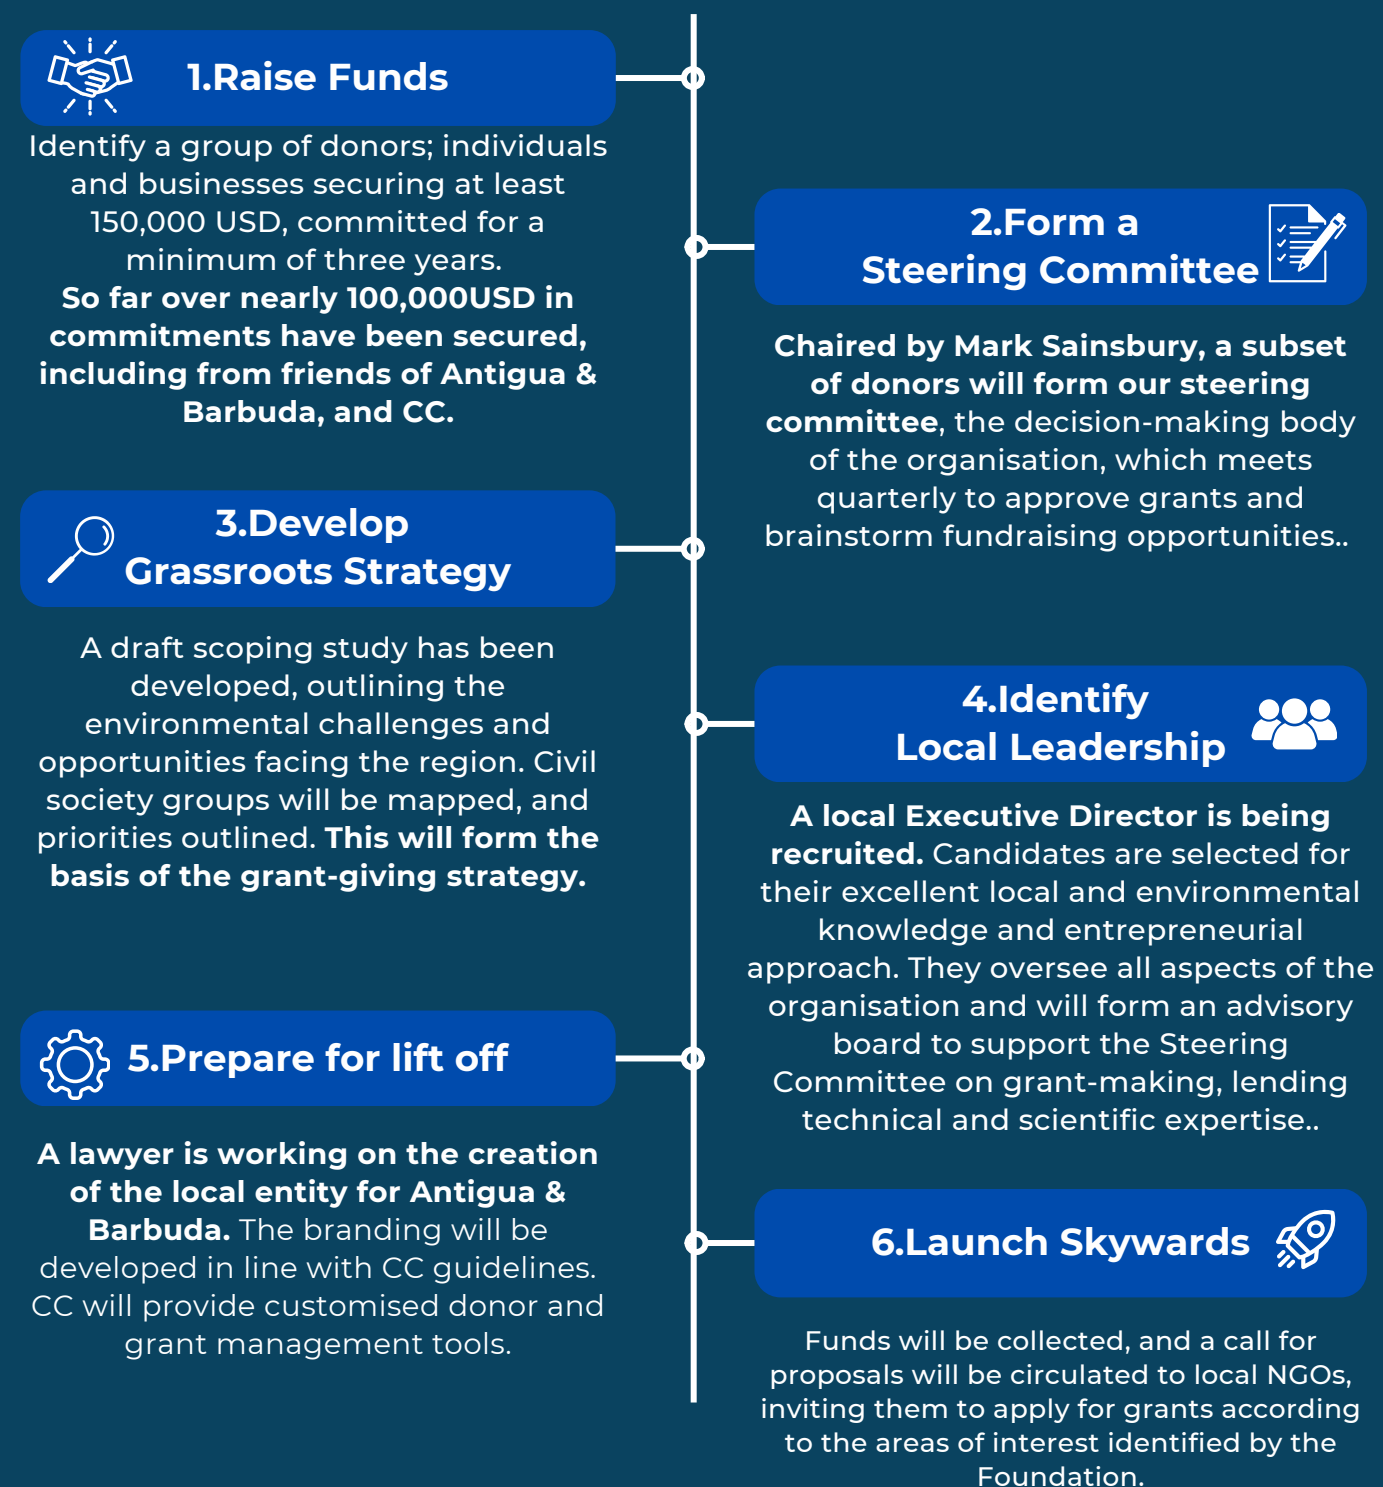 1.Raise Funds
Identify a group of donors; individuals
and businesses securing at least
150,000 USD, committed for a
minimum of three years.
So far over nearly 100,000USD in
commitments have been secured,
including from friends of Antigua &
Barbuda, and CC.
2.Form a
Steering Committee
Chaired by Mark Sainsbury, a subset
of donors will form our steering
committee, the decision-making body
of the organisation, which meets
quarterly to approve grants and
brainstorm fundraising opportunities..
3.Develop
Grassroots Strategy
A draft scoping study has been
developed, outlining the
environmental challenges and
opportunities facing the region. Civil
society groups will be mapped, and
priorities outlined. This will form the
basis of the grant-giving strategy.
4.Identify
Local Leadership
A local Executive Director is being
recruited. Candidates are selected for
their excellent local and environmental
knowledge and entrepreneurial
approach. They oversee all aspects of the
organisation and will form an advisory
board to support the Steering
Committee on grant-making, lending
technical and scientific expertise..
5.Prepare for lift off
A lawyer is working on the creation
of the local entity for Antigua &
Barbuda. The branding will be
developed in line with CC guidelines.
CC will provide customised donor and
grant management tools.
6.Launch Skywards
Funds will be collected, and a call for
proposals will be circulated to local NGOs,
inviting them to apply for grants according
to the areas of interest identified by the
Foundation.